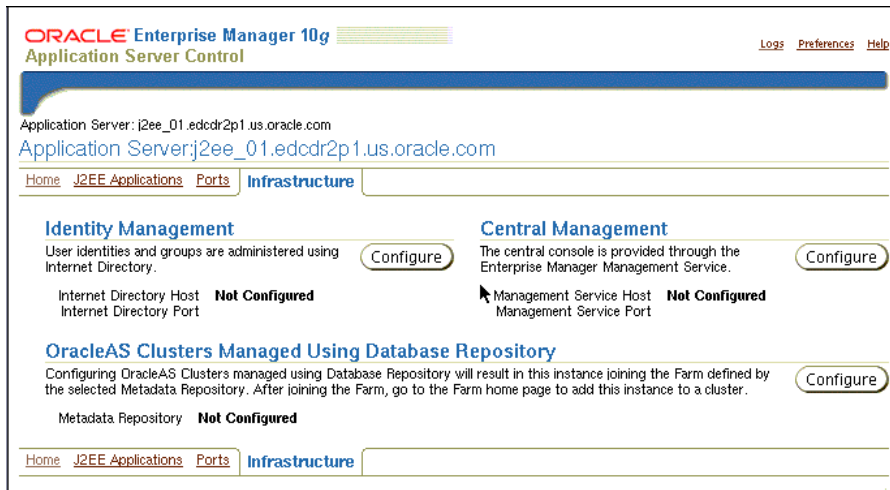 ORACLE Enterprise Manager 10g
Application Server Control
Logs Preferences Help
Application Server: j2ee_01.edcdr2p1.us.oracle.com
Application Server:j2ee_01.edcdr2p1.us.oracle.com
Home J2EE Applications Ports Infrastructure
Identity Management
User identities and groups are administered using
Internet Directory.
Configure
Internet Directory Host Not Configured
Internet Directory Port
Central Management
The central console is provided through the
Enterprise Manager Management Service.
Configure
Management Service Host Not Configured
Management Service Port
OracleAS Clusters Managed Using Database Repository
Configuring OracleAS Clusters managed using Database Repository will result in this instance joining the Farm defined by
the selected Metadata Repository. After joining the Farm, go to the Farm home page to add this instance to a cluster.
Configure
Metadata Repository Not Configured
Home J2EE Applications Ports Infrastructure